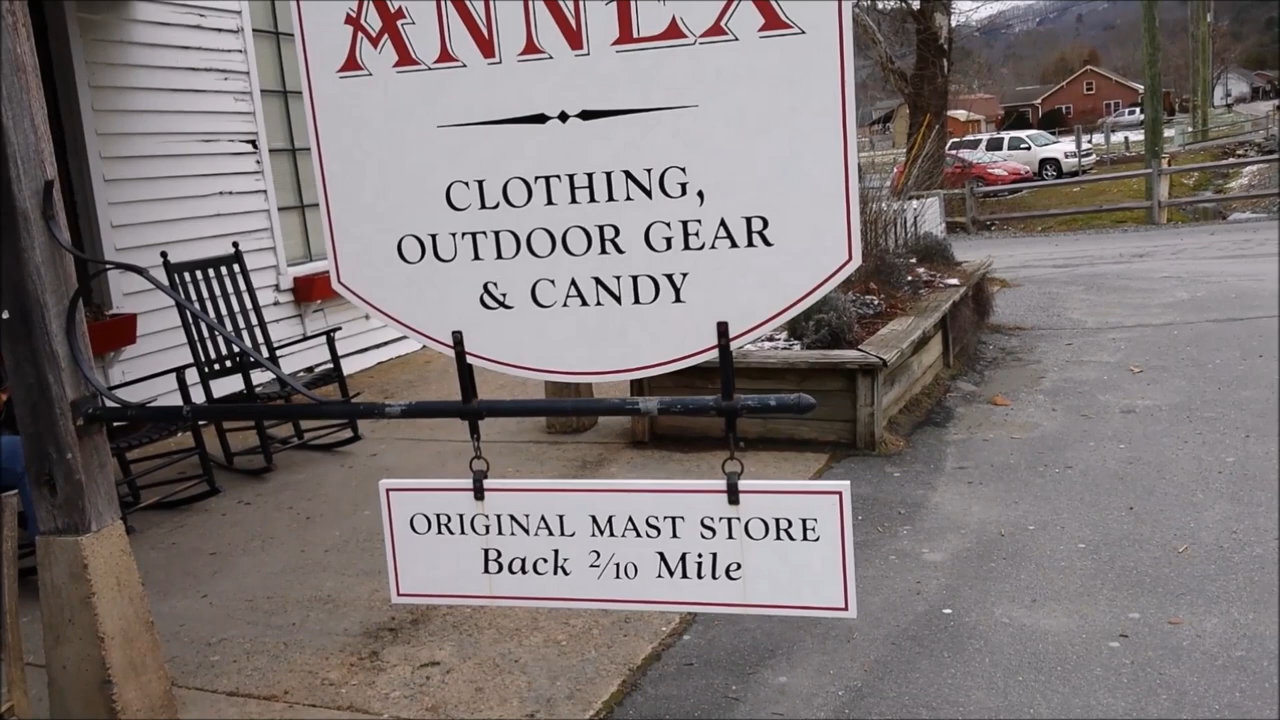 ANNEX
CLOTHING,
OUTDOOR GEAR
& CANDY
ORIGINAL MAST STORE
Back 2/10 Mile